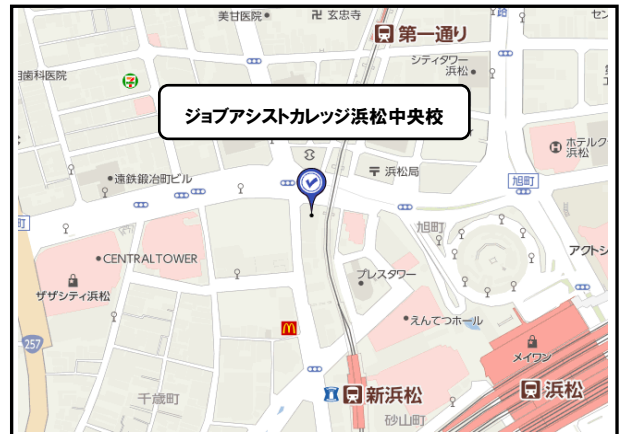 美甘医院
卍 玄忠寺
第一通り
シティタワー
浜松
歯科医院
7
ジョブアシストカレッジ浜松中央校
ホテルク
浜松
〒 浜松局
遠鉄鍛冶町ビル
旭町
町
旭町
アクトシ
CENTRALTOWER
プレスタワー
ザザシティ浜松
えんてつホール
257
メイワン
千歳町
新浜松
浜松
砂山町